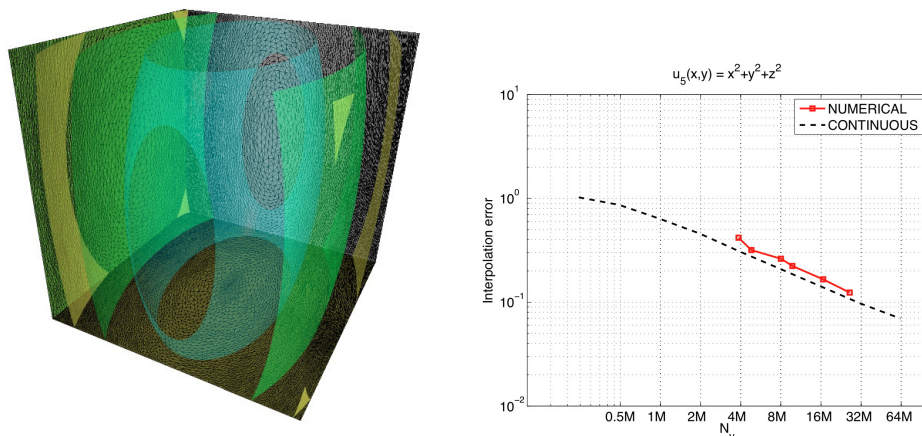 u₅(x,y) = x²+y²+z²
NUMERICAL
CONTINUOUS
Interpolation error
10¹
10⁰
10⁻¹
10⁻²
0.5M 1M 2M 4M 8M 16M 32M 64M